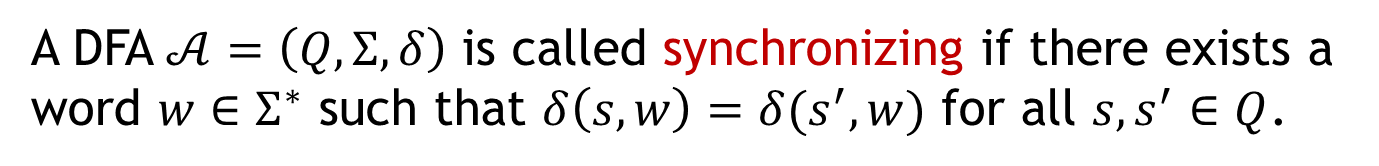 A DFA 𝒜 = (Q, Σ, δ) is called synchronizing if there exists a
word w ∈ Σ* such that δ(s, w) = δ(s′, w) for all s, s′ ∈ Q.